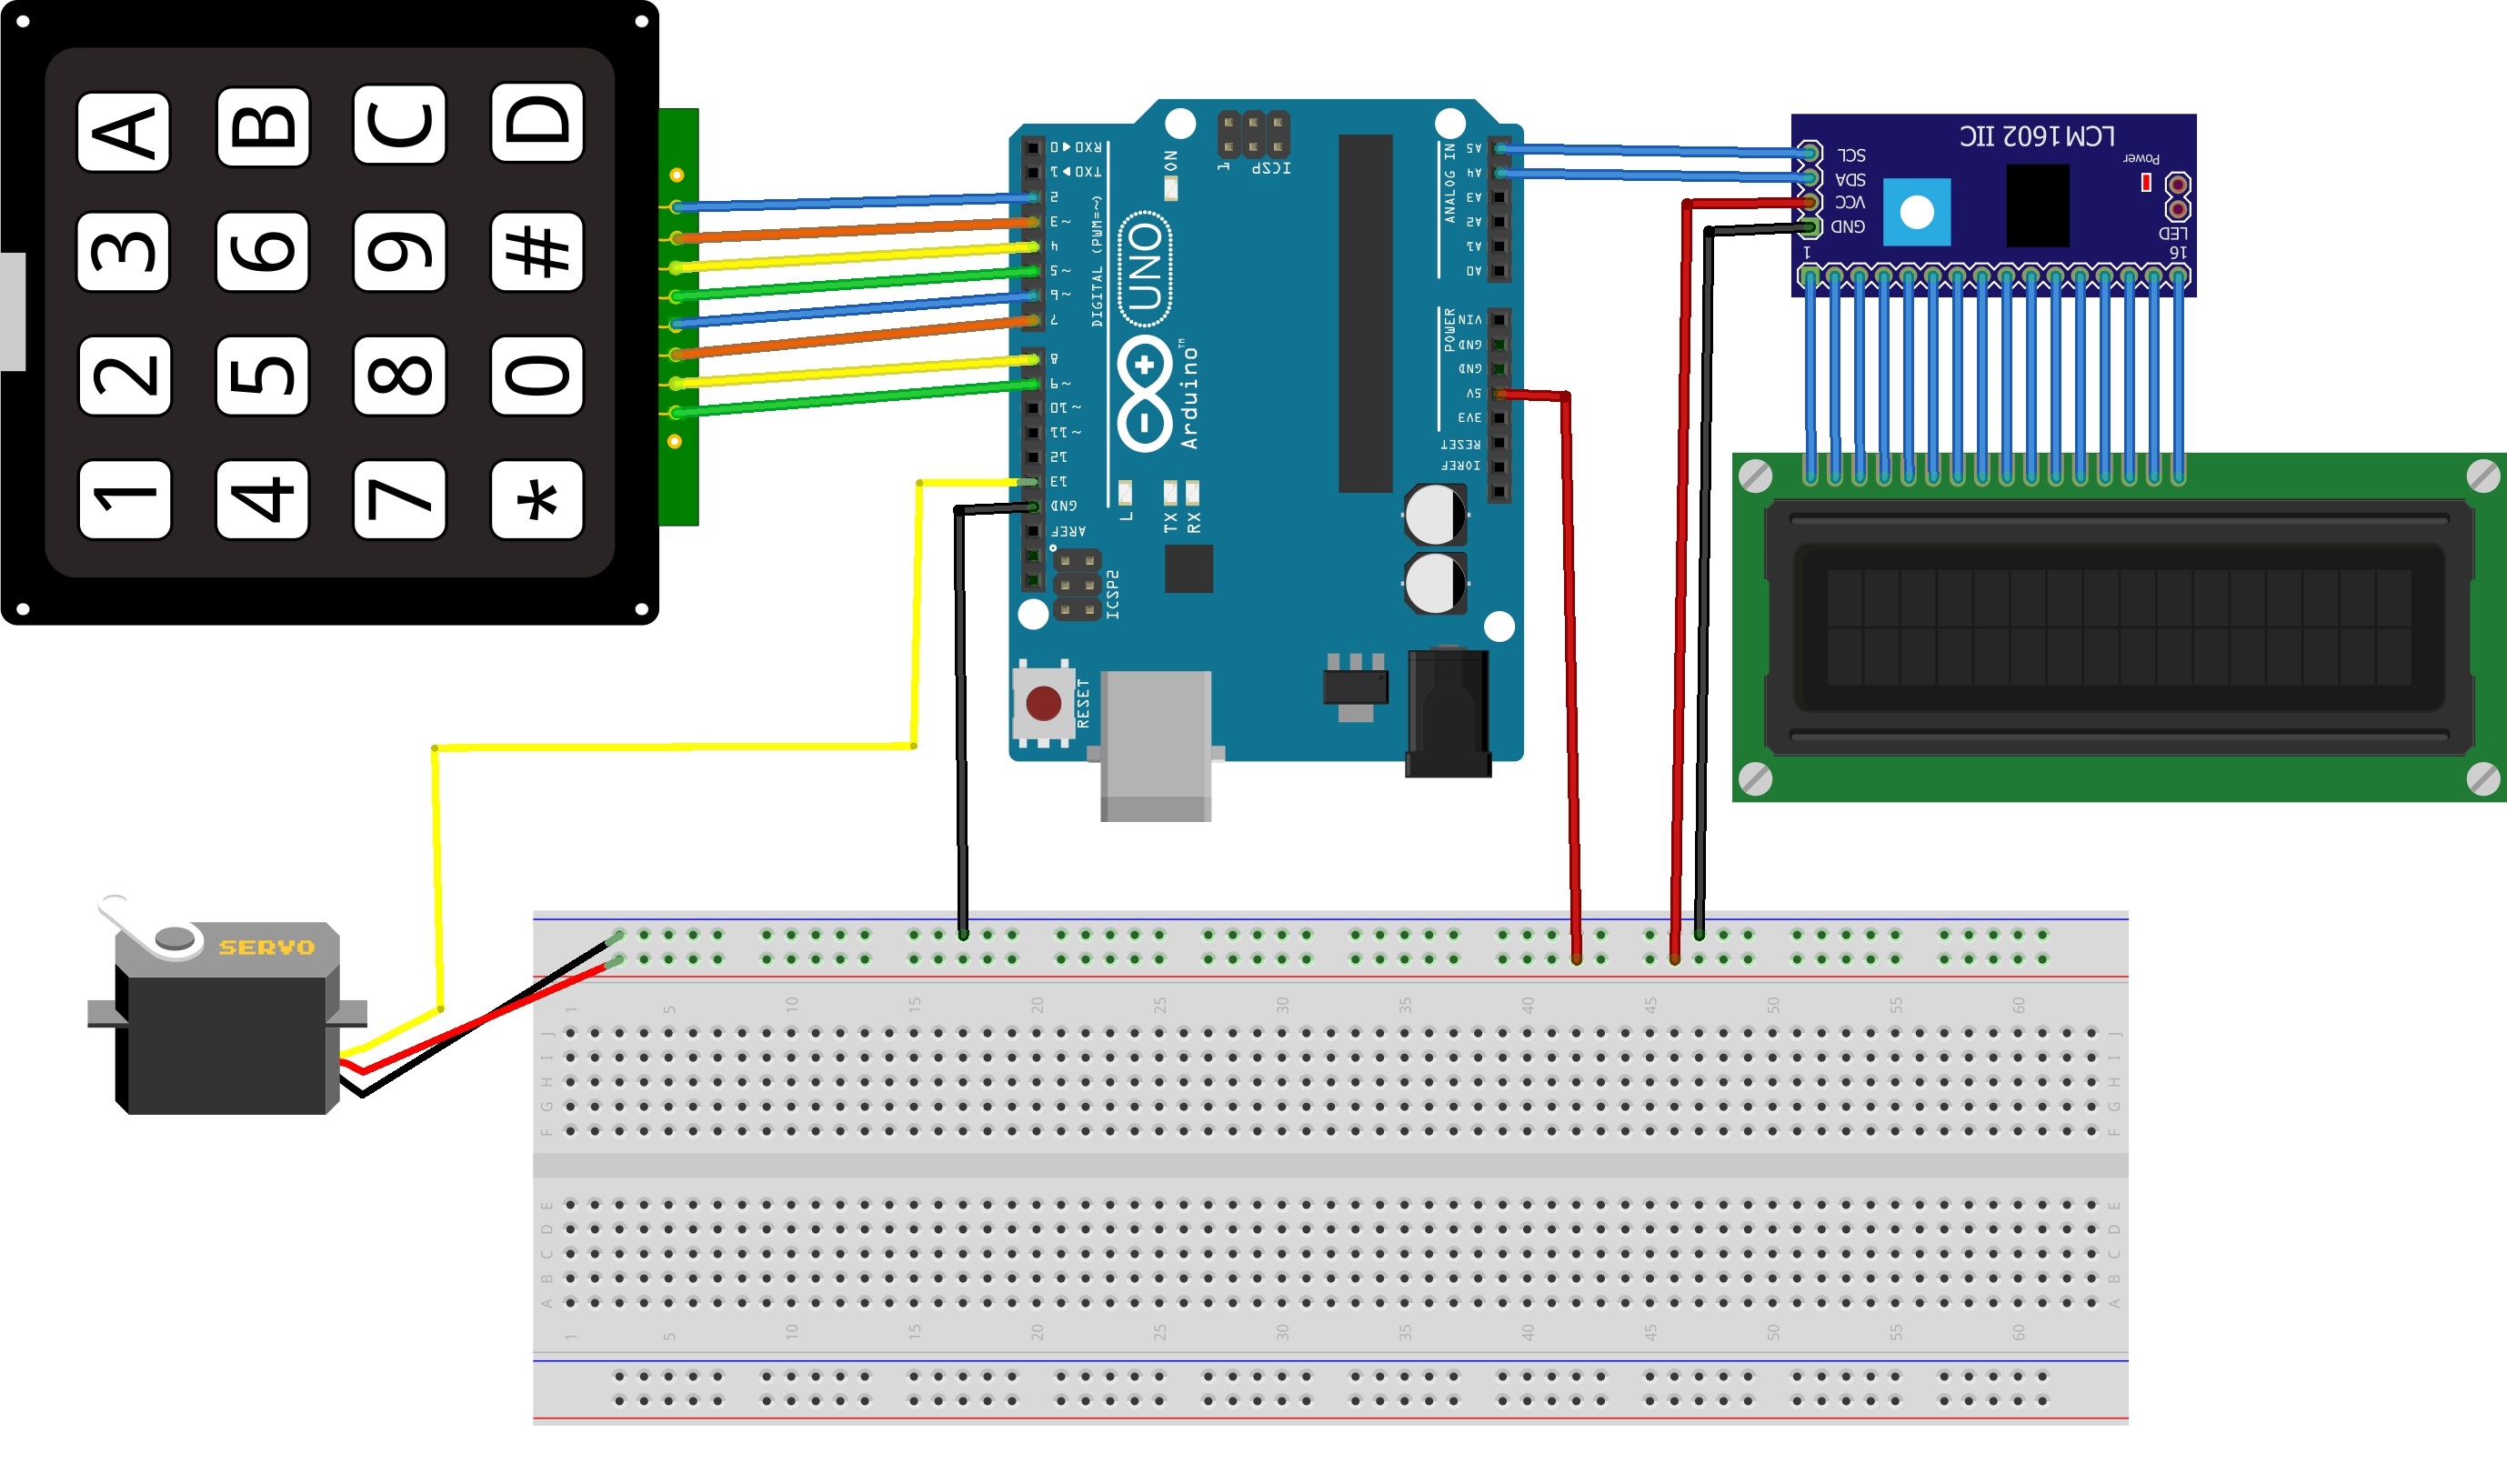 A B C D
3 6 9 #
2 5 8 0
1 4 7 *
RX0 0
TX0 1
2
~ 3
4
~ 5
~ 6
7
8
~ 9
~ 10
~ 11
12
13
GND
AREF
DIGITAL (PWM=~)
ON
1
ICSP
UNO
Arduino™
L
TX
RX
ICSP2
RESET
ANALOG IN
A5
A4
A3
A2
A1
A0
POWER
VIN
GND
GND
5V
3V3
RESET
IOREF
LCM1602 IIC
SCL
SDA
VCC
GND
Power
LED
1
16
SERVO
1 5 10 15 20 25 30 35 40 45 50 55 60
J J
I I
H H
G G
F F
E E
D D
C C
B B
A A
1 5 10 15 20 25 30 35 40 45 50 55 60